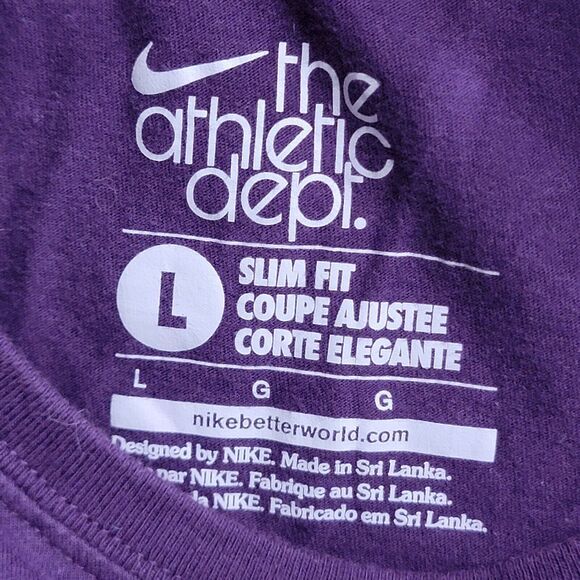 the
athletic
dept.
L
SLIM FIT
COUPE AJUSTEE
CORTE ELEGANTE
L G G
nikebetterworld.com
Designed by NIKE. Made in Sri Lanka.
par NIKE. Fabrique au Sri Lanka.
NIKE. Fabricado em Sri Lanka.